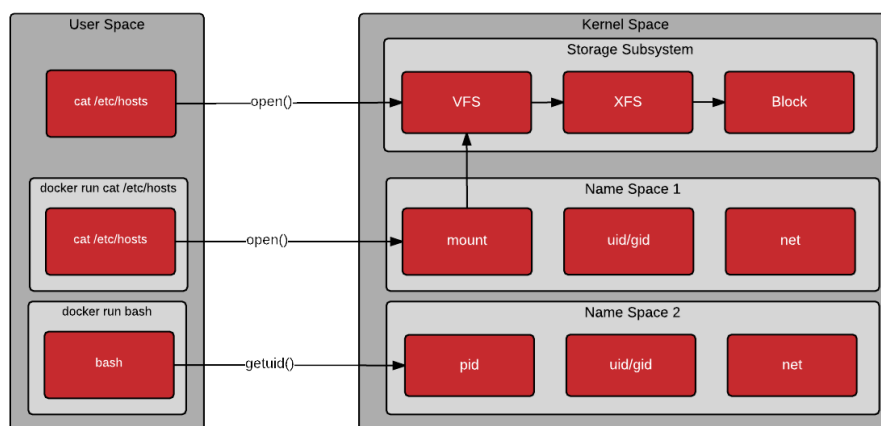 User Space
Kernel Space
Storage Subsystem
cat /etc/hosts
open()
VFS
XFS
Block
docker run cat /etc/hosts
Name Space 1
cat /etc/hosts
open()
mount
uid/gid
net
docker run bash
Name Space 2
bash
getuid()
pid
uid/gid
net